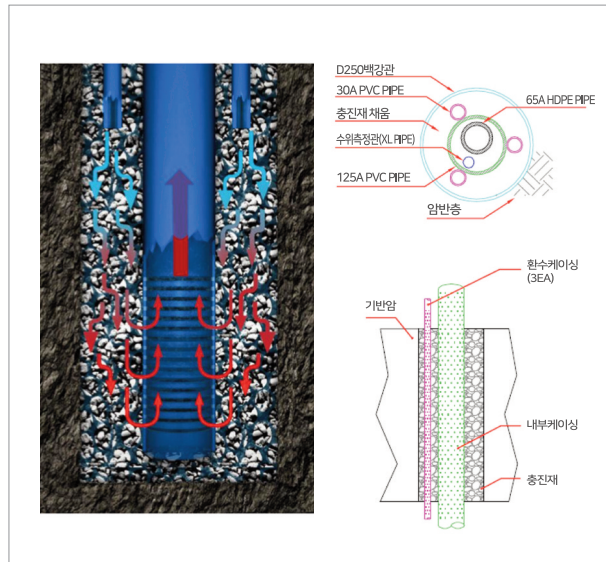 D250백강관
30A PVC PIPE
65A HDPE PIPE
충진재 채움
수위측정관(XL PIPE)
125A PVC PIPE
암반층
환수케이싱
(3EA)
기반암
내부케이싱
충진재